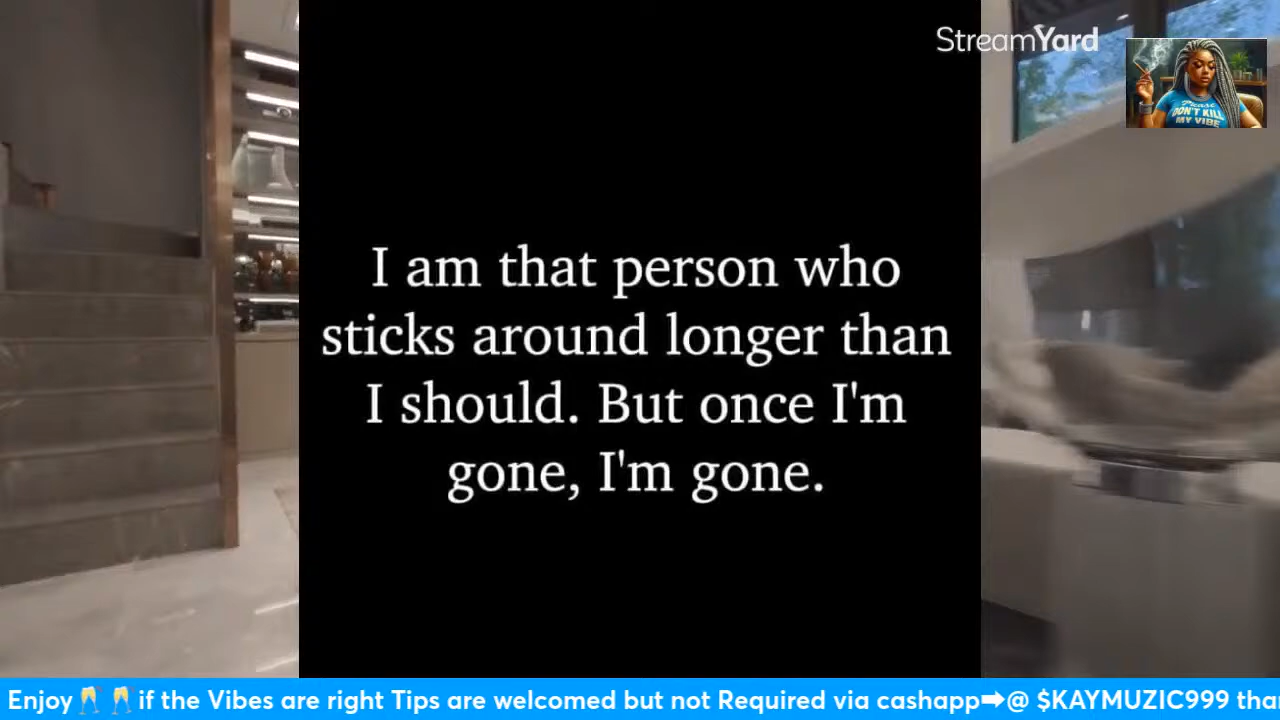 StreamYard
Please
DON'T KILL
MY VIBE
I am that person who
sticks around longer than
I should. But once I'm
gone, I'm gone.
Enjoy🥂🥂if the Vibes are right Tips are welcomed but not Required via cashapp➡@ $KAYMUZIC999